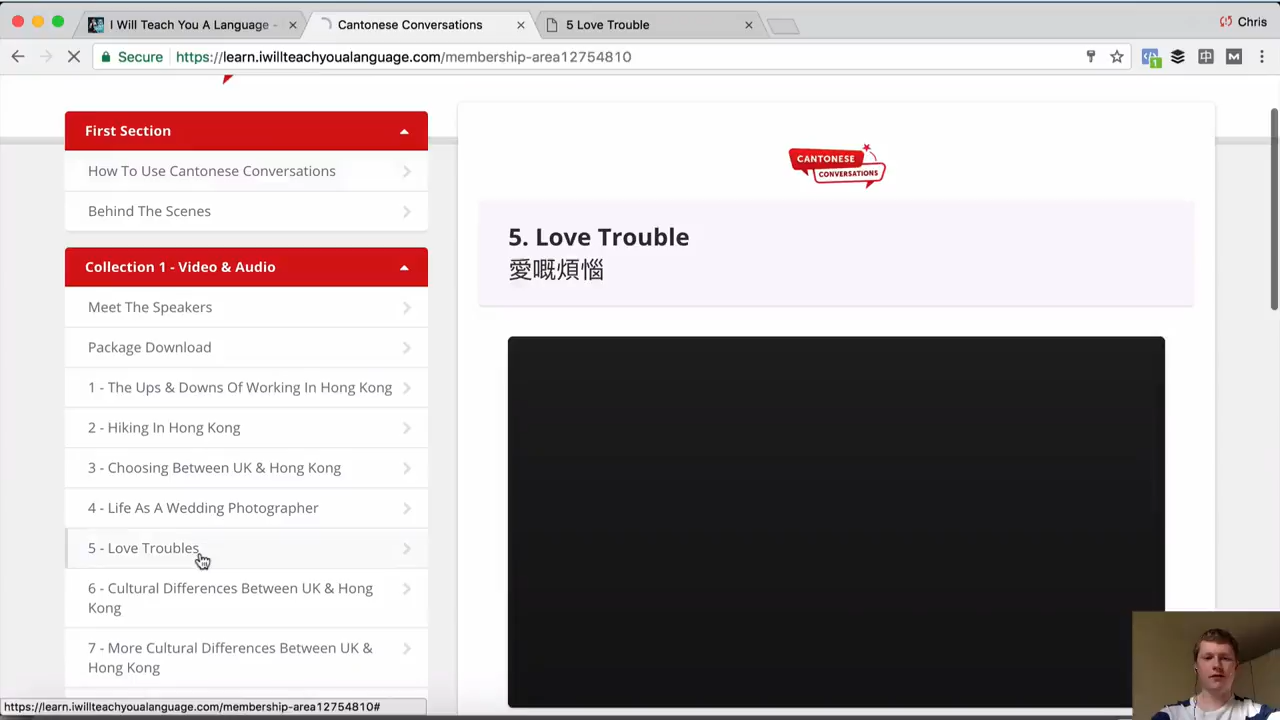 I Will Teach You A Language -
Cantonese Conversations
5 Love Trouble
Chris
Secure
https://learn.iwillteachyoualanguage.com/membership-area12754810
1
中
M
First Section
How To Use Cantonese Conversations
Behind The Scenes
Collection 1 - Video & Audio
Meet The Speakers
Package Download
1 - The Ups & Downs Of Working In Hong Kong
2 - Hiking In Hong Kong
3 - Choosing Between UK & Hong Kong
4 - Life As A Wedding Photographer
5 - Love Troubles
6 - Cultural Differences Between UK & Hong
Kong
7 - More Cultural Differences Between UK &
Hong Kong
CANTONESE
CONVERSATIONS
5. Love Trouble
愛嘅煩惱
https://learn.iwillteachyoualanguage.com/membership-area12754810#